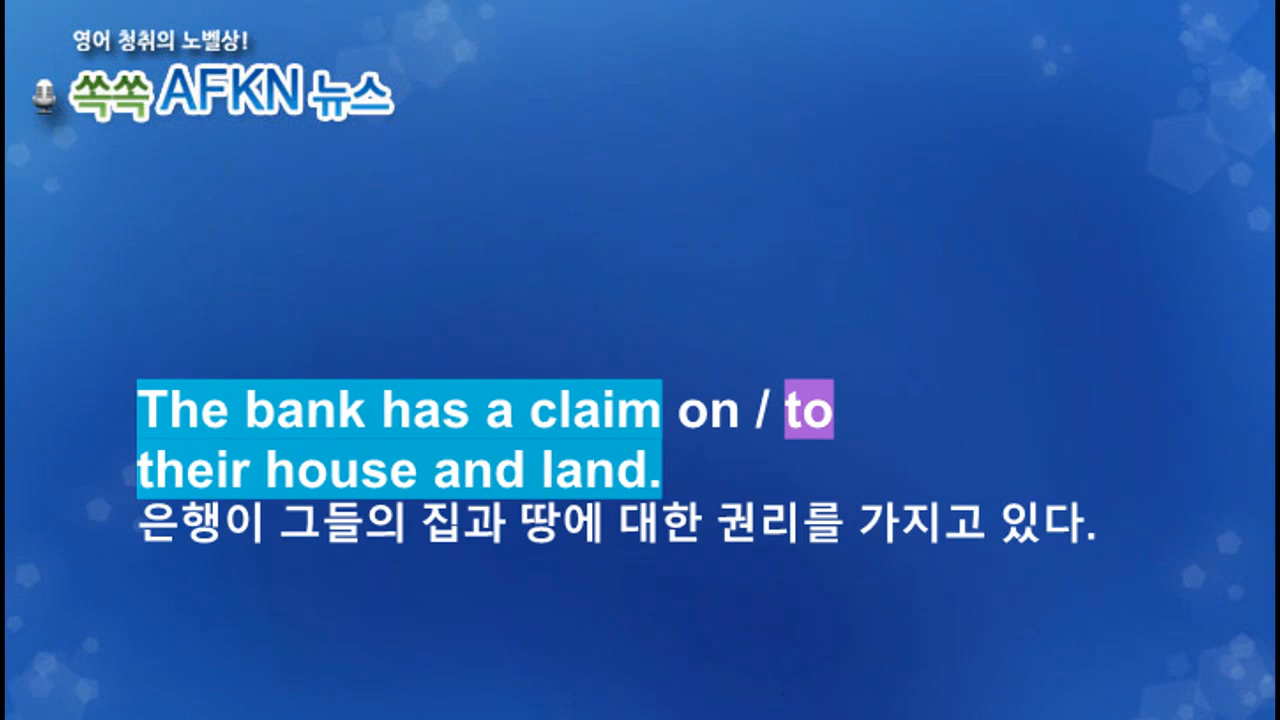 영어 청취의 노벨상!
쏙쏙 AFKN 뉴스
The bank has a claim on / to
their house and land.
은행이 그들의 집과 땅에 대한 권리를 가지고 있다.